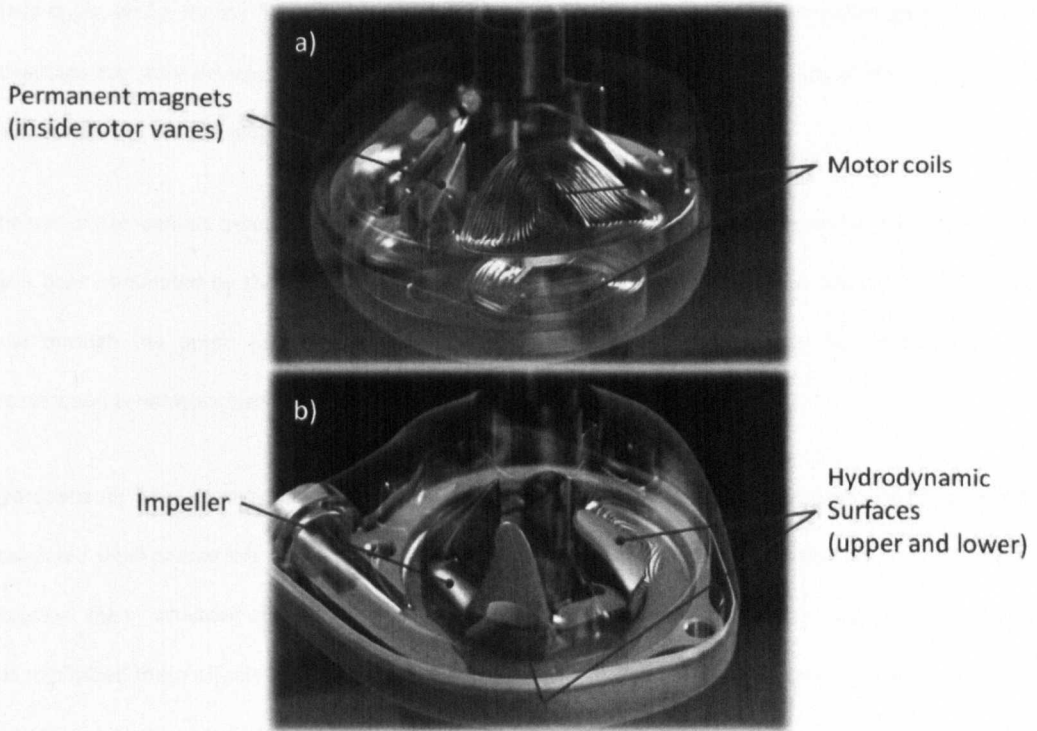 a)
Permanent magnets
(inside rotor vanes)
Motor coils
b)
Impeller
Hydrodynamic
Surfaces
(upper and lower)